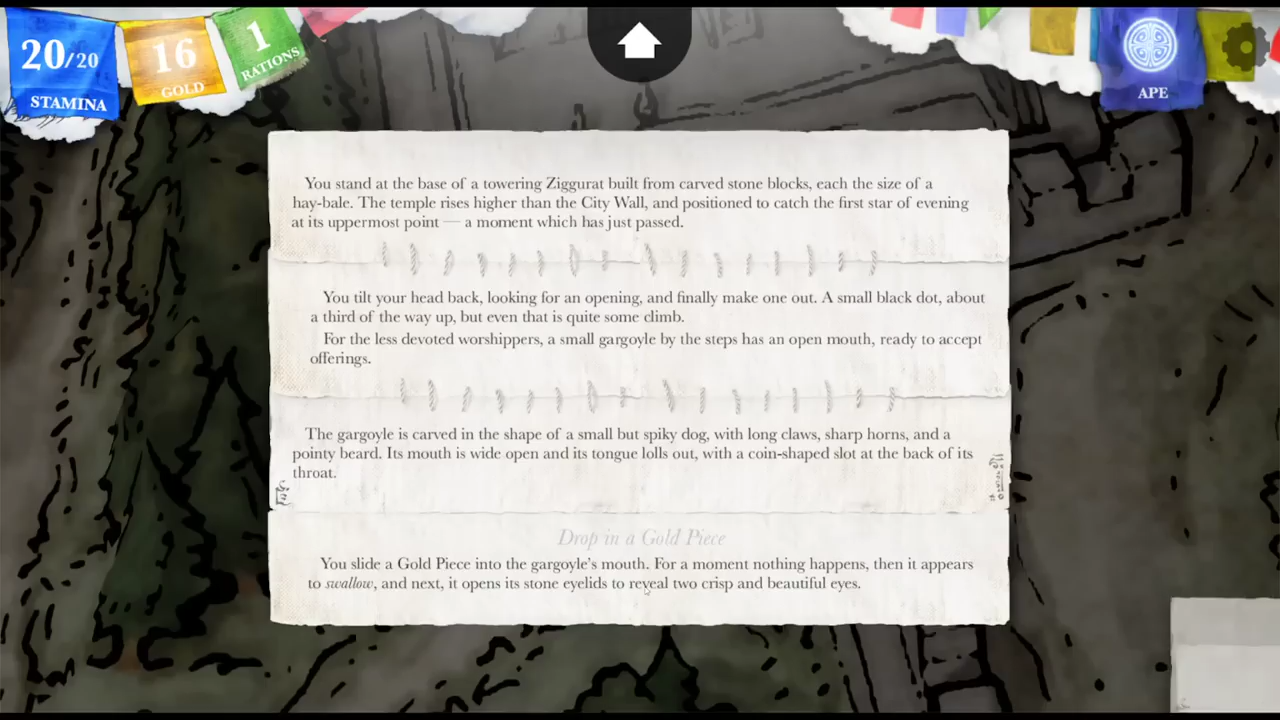 20/20
STAMINA
16
GOLD
1
RATIONS
APE
You stand at the base of a towering Ziggurat built from carved stone blocks, each the size of a
hay-bale. The temple rises higher than the City Wall, and positioned to catch the first star of evening
at its uppermost point — a moment which has just passed.
You tilt your head back, looking for an opening, and finally make one out. A small black dot, about
a third of the way up, but even that is quite some climb.
For the less devoted worshippers, a small gargoyle by the steps has an open mouth, ready to accept
offerings.
The gargoyle is carved in the shape of a small but spiky dog, with long claws, sharp horns, and a
pointy beard. Its mouth is wide open and its tongue lolls out, with a coin-shaped slot at the back of its
throat.
Drop in a Gold Piece
You slide a Gold Piece into the gargoyle's mouth. For a moment nothing happens, then it appears
to swallow, and next, it opens its stone eyelids to reveal two crisp and beautiful eyes.